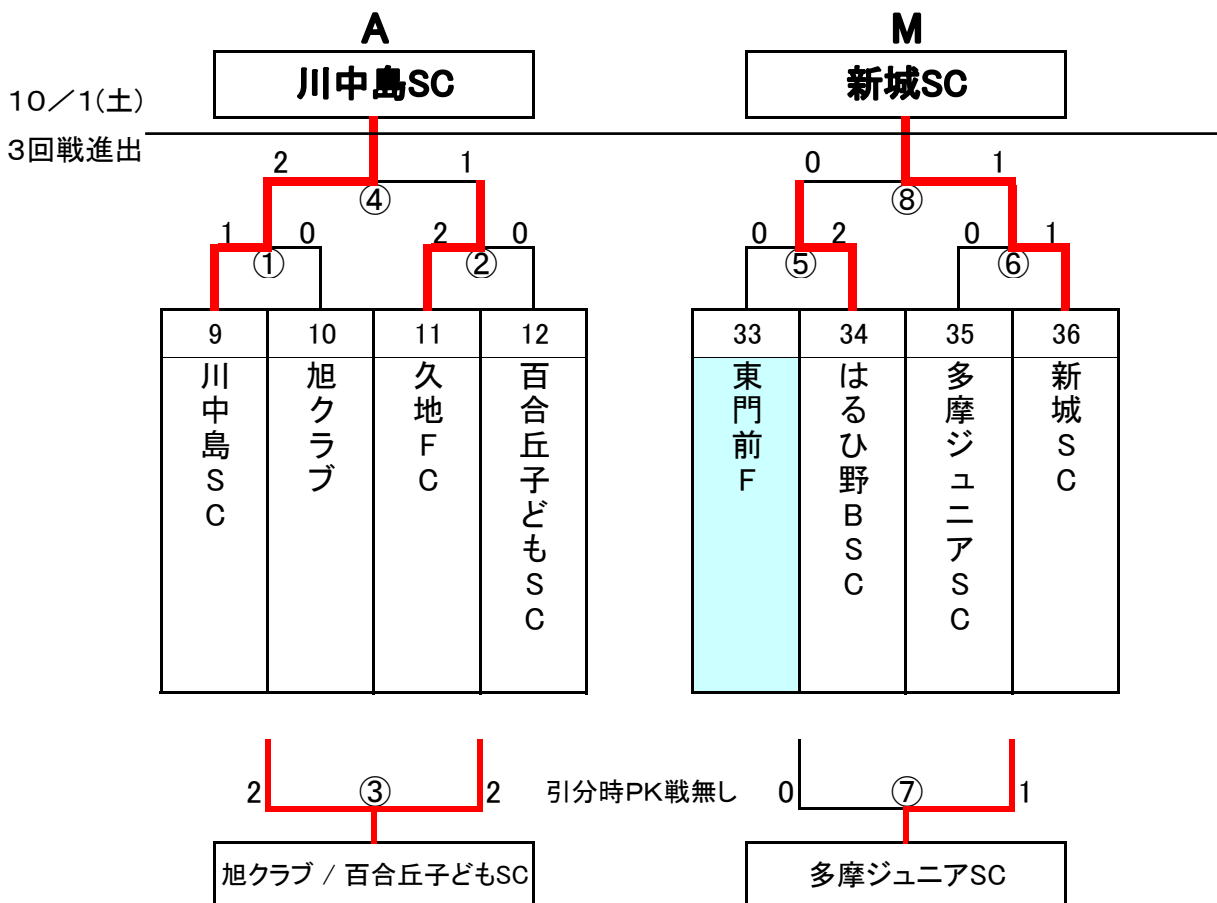 A M
川中島SC 新城SC
10/1(土)
3回戦進出
2 1 0 1
④ ⑧
1 0 2 0 0 2 0 1
① ② ⑤ ⑥
9 10 11 12 33 34 35 36
川中島SC
旭クラブ
久地FC
百合丘子どもSC
東門前F
はるひ野BSC
多摩ジュニアSC
新城SC
2 ③ 2 引分時PK戦無し 0 ⑦ 1
旭クラブ / 百合丘子どもSC 多摩ジュニアSC